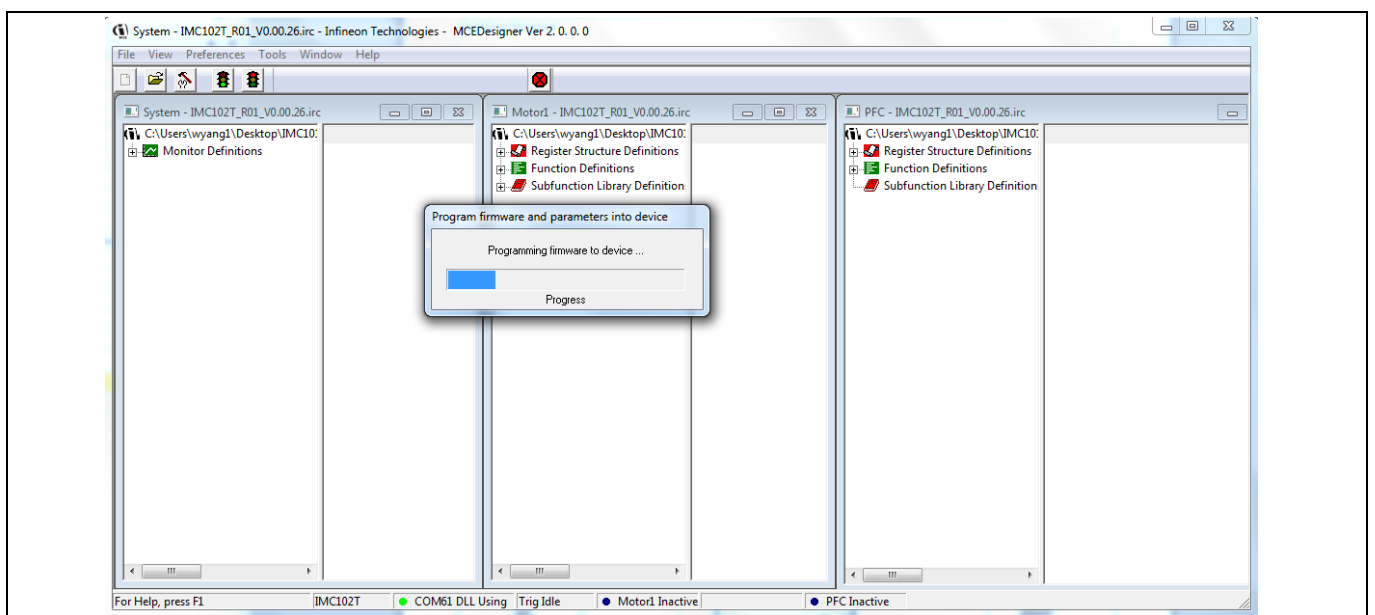 System - IMC102T_R01_V0.00.26.irc - Infineon Technologies - MCEDesigner Ver 2. 0. 0. 0
File View Preferences Tools Window Help
System - IMC102T_R01_V0.00.26.irc
C:\Users\wyang1\Desktop\IMC10:
Monitor Definitions
Motor1 - IMC102T_R01_V0.00.26.irc
C:\Users\wyang1\Desktop\IMC10:
Register Structure Definitions
Function Definitions
Subfunction Library Definition
PFC - IMC102T_R01_V0.00.26.irc
C:\Users\wyang1\Desktop\IMC10:
Register Structure Definitions
Function Definitions
Subfunction Library Definition
Program firmware and parameters into device
Programming firmware to device ...
Progress
For Help, press F1 IMC102T COM61 DLL Using Trig Idle Motor1 Inactive PFC Inactive